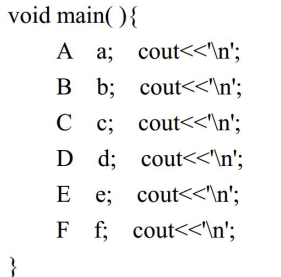 void main( ){
A a; cout<<'\n';
B b; cout<<'\n';
C c; cout<<'\n';
D d; cout<<'\n';
E e; cout<<'\n';
F f; cout<<'\n';
}